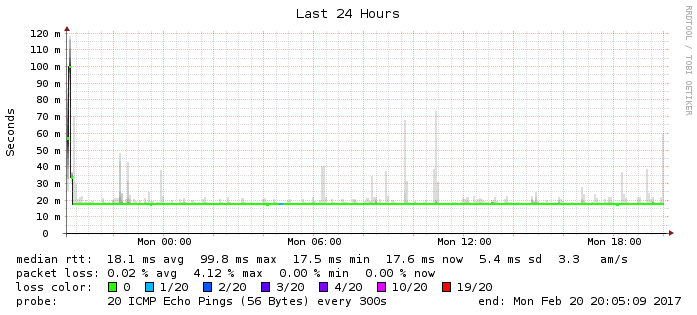 Last 24 Hours
RRDTOOL / TOBI OETIKER
Seconds
120 m
110 m
100 m
90 m
80 m
70 m
60 m
50 m
40 m
30 m
20 m
10 m
0
Mon 00:00 Mon 06:00 Mon 12:00 Mon 18:00
median rtt: 18.1 ms avg 99.8 ms max 17.5 ms min 17.6 ms now 5.4 ms sd 3.3 am/s
packet loss: 0.02 % avg 4.12 % max 0.00 % min 0.00 % now
loss color: 0 1/20 2/20 3/20 4/20 10/20 19/20
probe: 20 ICMP Echo Pings (56 Bytes) every 300s end: Mon Feb 20 20:05:09 2017